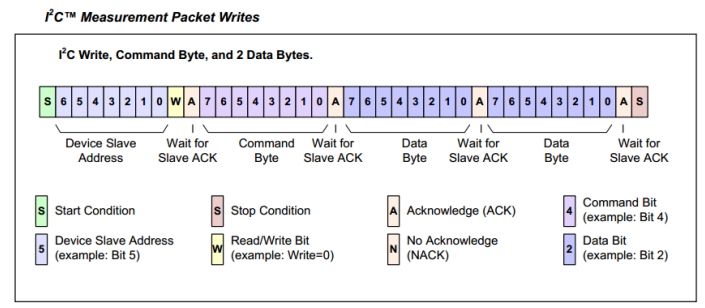 I²C™ Measurement Packet Writes
I²C Write, Command Byte, and 2 Data Bytes.
S 6 5 4 3 2 1 0 W A 7 6 5 4 3 2 1 0 A 7 6 5 4 3 2 1 0 A 7 6 5 4 3 2 1 0 A S
Device Slave Address
Wait for Slave ACK
Command Byte
Wait for Slave ACK
Data Byte
Wait for Slave ACK
Data Byte
Wait for Slave ACK
S Start Condition
S Stop Condition
A Acknowledge (ACK)
4 Command Bit (example: Bit 4)
5 Device Slave Address (example: Bit 5)
W Read/Write Bit (example: Write=0)
N No Acknowledge (NACK)
2 Data Bit (example: Bit 2)